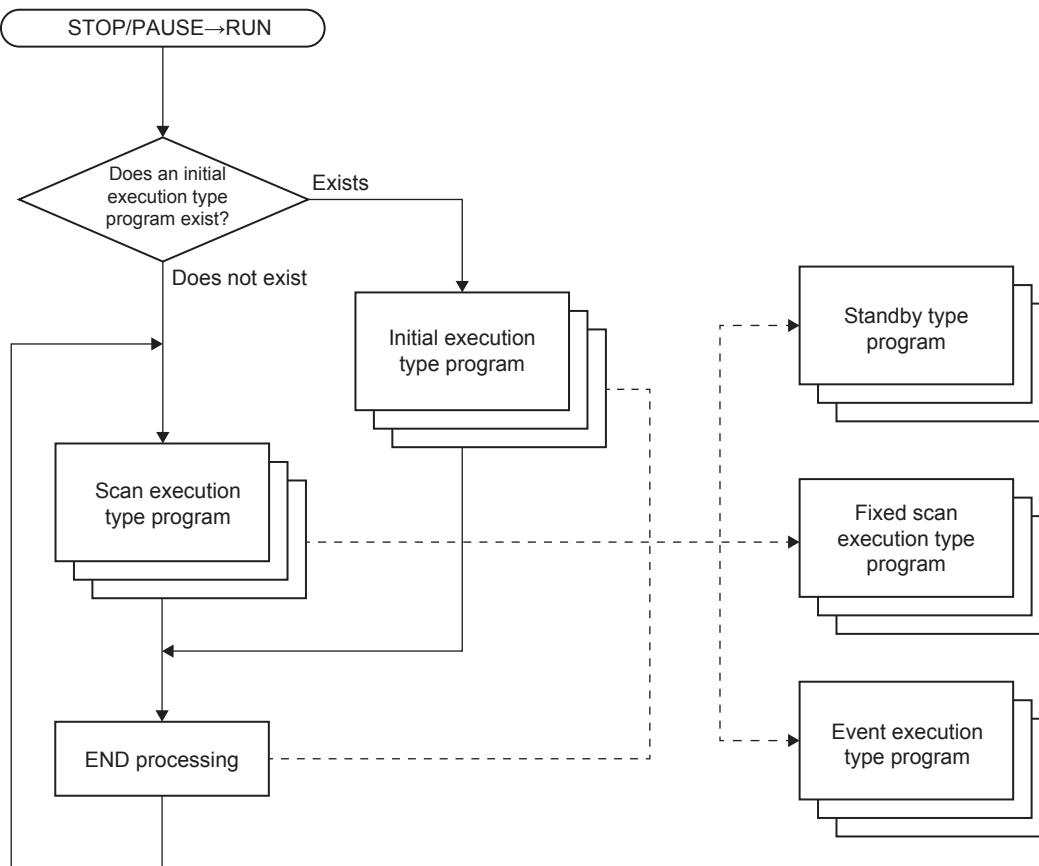 STOP/PAUSE→RUN
Does an initial
execution type
program exist?
Exists
Does not exist
Initial execution
type program
Standby type
program
Scan execution
type program
Fixed scan
execution type
program
Event execution
type program
END processing